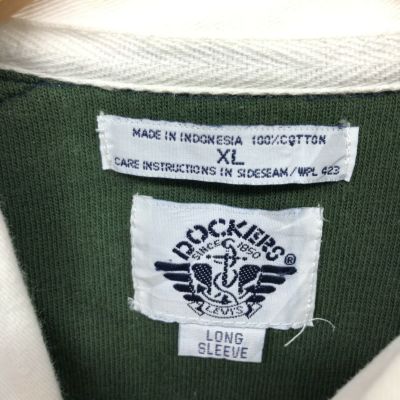 MADE IN INDONESIA 100% COTTON
XL
CARE INSTRUCTIONS IN SIDESEAM/WPL 423
DOCKERS®
SINCE 1850
LEVI'S
LONG
SLEEVE